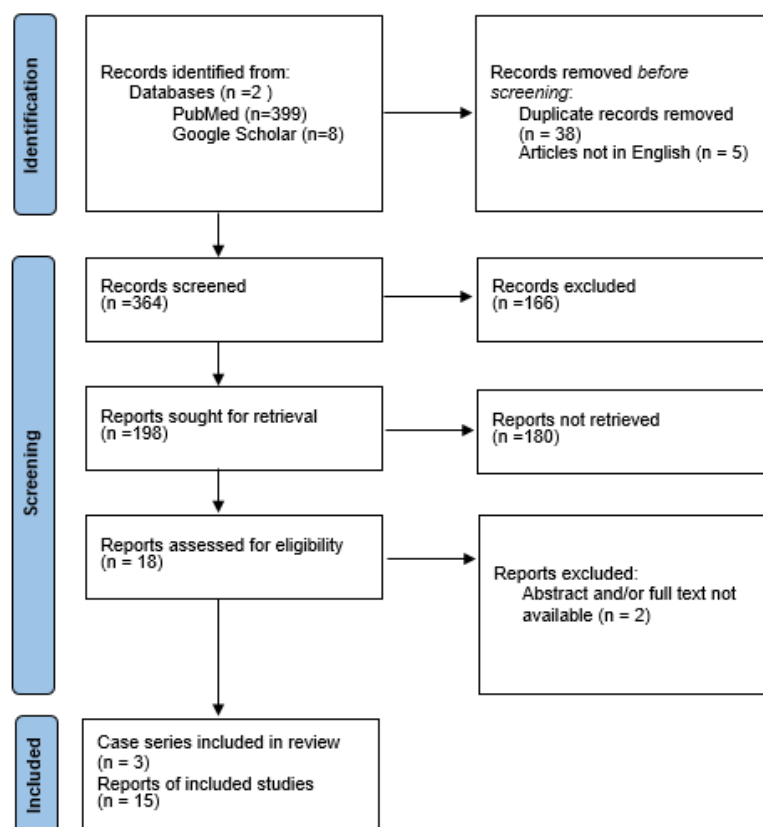 Identification
Records identified from:
Databases (n =2 )
PubMed (n=399)
Google Scholar (n=8)
Records removed before
screening:
Duplicate records removed
(n = 38)
Articles not in English (n = 5)
Screening
Records screened
(n =364)
Records excluded
(n =166)
Reports sought for retrieval
(n =198)
Reports not retrieved
(n =180)
Reports assessed for eligibility
(n = 18)
Reports excluded:
Abstract and/or full text not
available (n = 2)
Included
Case series included in review
(n = 3)
Reports of included studies
(n = 15)